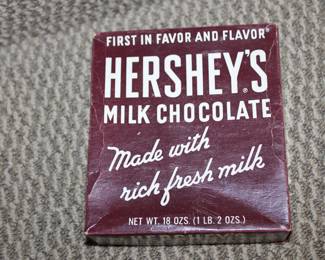 FIRST IN FAVOR AND FLAVOR®
HERSHEY'S®
MILK CHOCOLATE
Made with
rich fresh milk
NET WT. 18 OZS. (1 LB. 2 OZS.)